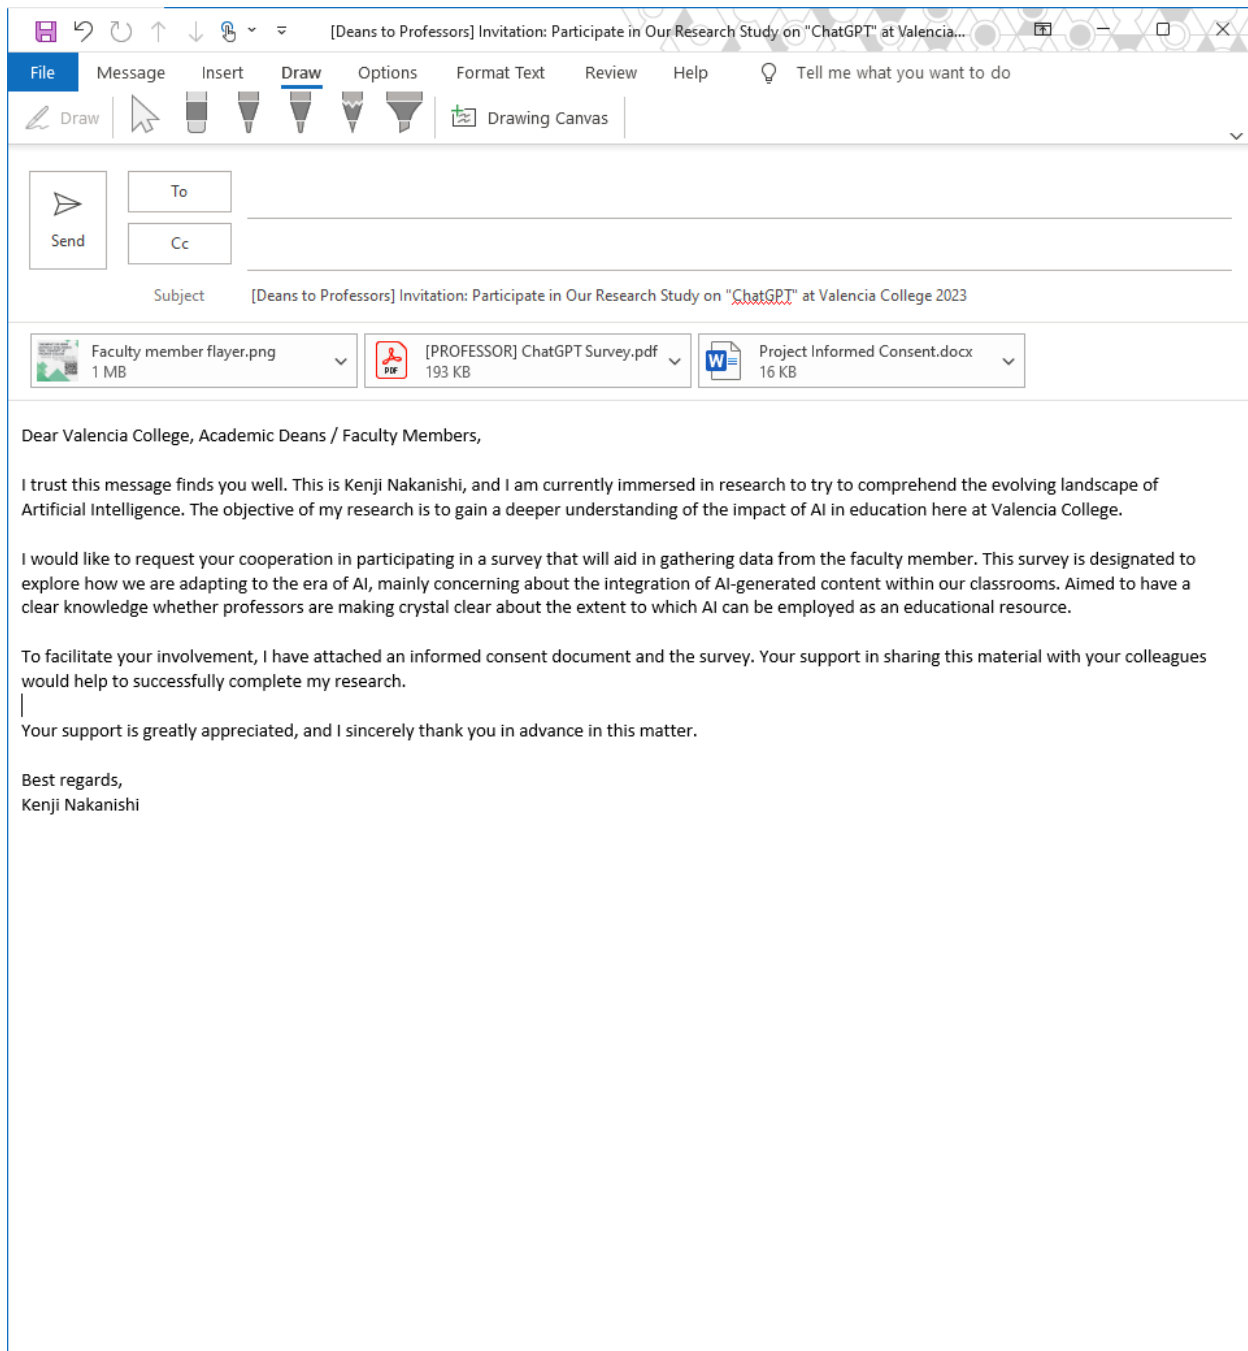 [Deans to Professors] Invitation: Participate in Our Research Study on "ChatGPT" at Valencia...
File Message Insert Draw Options Format Text Review Help Tell me what you want to do
Draw Drawing Canvas
To
Send
Cc
Subject [Deans to Professors] Invitation: Participate in Our Research Study on "ChatGPT" at Valencia College 2023
Faculty member flayer.png
1 MB
PDF
[PROFESSOR] ChatGPT Survey.pdf
193 KB
W
Project Informed Consent.docx
16 KB
Dear Valencia College, Academic Deans / Faculty Members,
I trust this message finds you well. This is Kenji Nakanishi, and I am currently immersed in research to try to comprehend the evolving landscape of
Artificial Intelligence. The objective of my research is to gain a deeper understanding of the impact of AI in education here at Valencia College.
I would like to request your cooperation in participating in a survey that will aid in gathering data from the faculty member. This survey is designated to
explore how we are adapting to the era of AI, mainly concerning about the integration of AI-generated content within our classrooms. Aimed to have a
clear knowledge whether professors are making crystal clear about the extent to which AI can be employed as an educational resource.
To facilitate your involvement, I have attached an informed consent document and the survey. Your support in sharing this material with your colleagues
would help to successfully complete my research.
Your support is greatly appreciated, and I sincerely thank you in advance in this matter.
Best regards,
Kenji Nakanishi